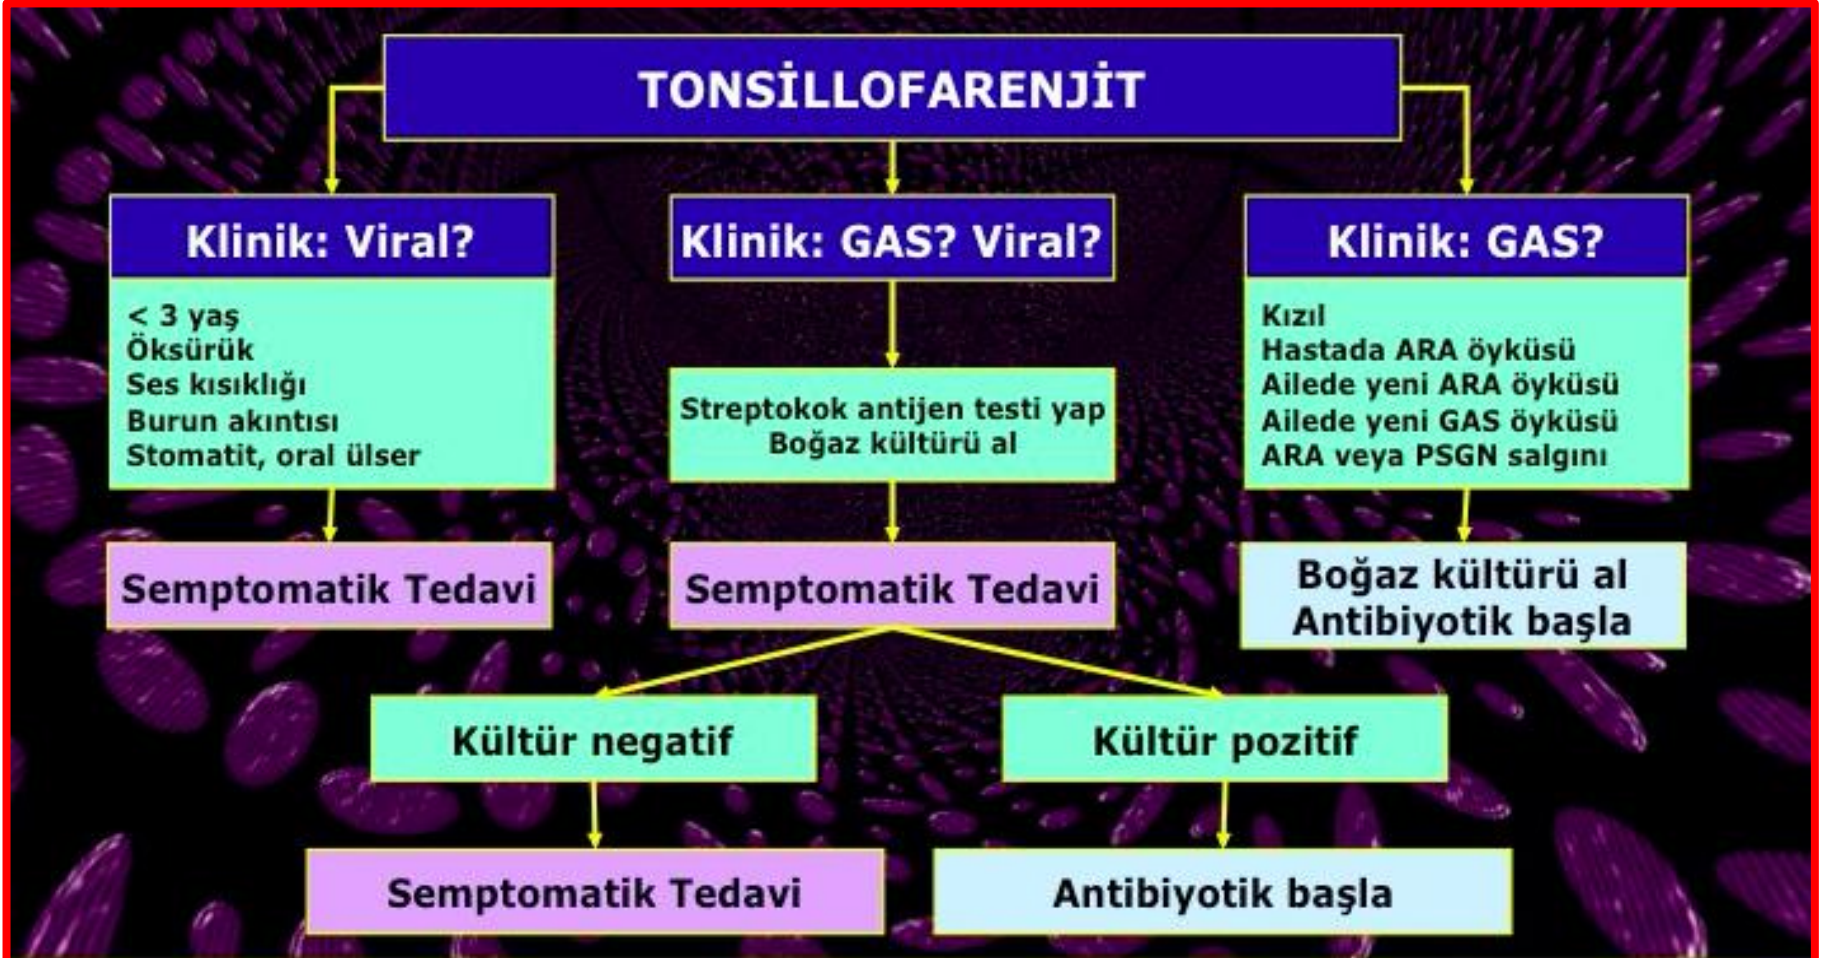 TONSİLLOFARENJİT
Klinik: Viral?
< 3 yaş
Öksürük
Ses kısıklığı
Burun akıntısı
Stomatit, oral ülser
Semptomatik Tedavi
Klinik: GAS? Viral?
Streptokok antijen testi yap
Boğaz kültürü al
Semptomatik Tedavi
Klinik: GAS?
Kızıl
Hastada ARA öyküsü
Ailede yeni ARA öyküsü
Ailede yeni GAS öyküsü
ARA veya PSGN salgını
Boğaz kültürü al
Antibiyotik başla
Kültür negatif
Semptomatik Tedavi
Kültür pozitif
Antibiyotik başla